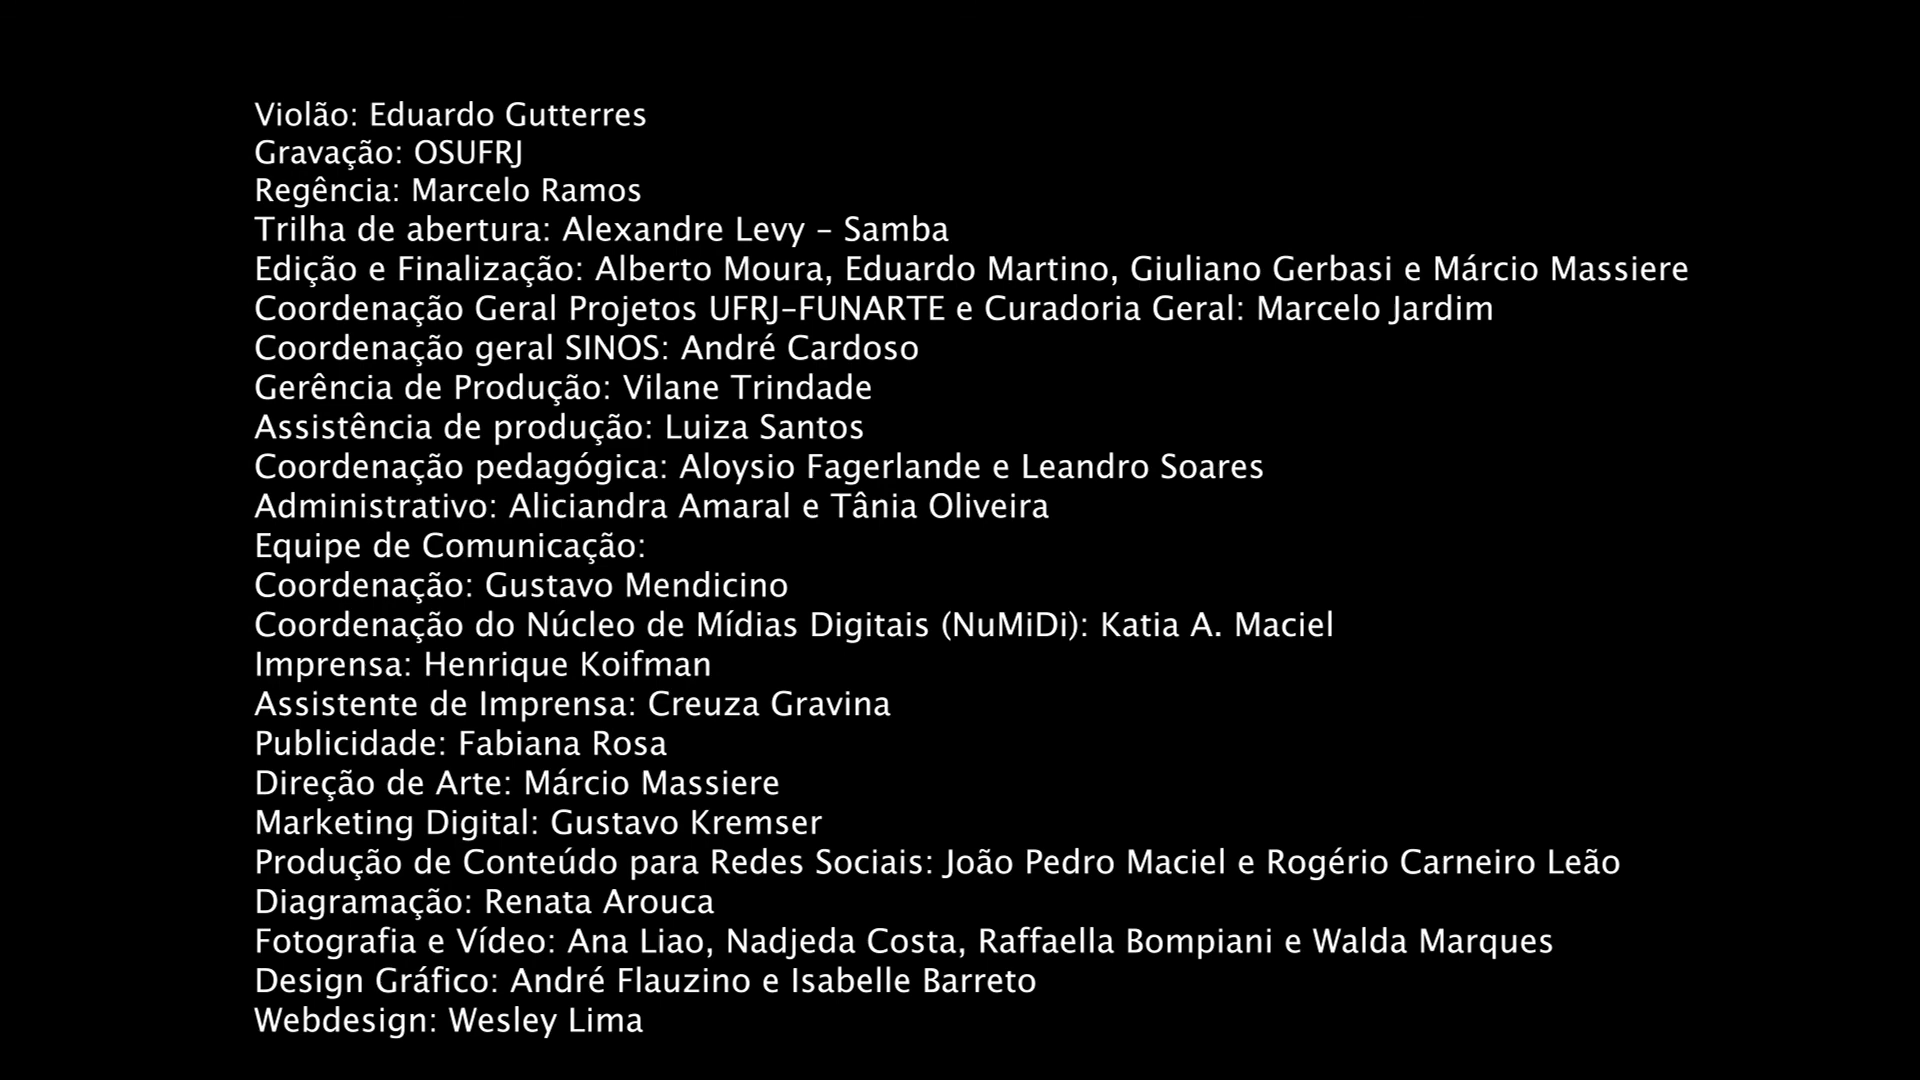 Violão: Eduardo Gutterres
Gravação: OSUFRJ
Regência: Marcelo Ramos
Trilha de abertura: Alexandre Levy – Samba
Edição e Finalização: Alberto Moura, Eduardo Martino, Giuliano Gerbasi e Márcio Massiere
Coordenação Geral Projetos UFRJ–FUNARTE e Curadoria Geral: Marcelo Jardim
Coordenação geral SINOS: André Cardoso
Gerência de Produção: Vilane Trindade
Assistência de produção: Luiza Santos
Coordenação pedagógica: Aloysio Fagerlande e Leandro Soares
Administrativo: Aliciandra Amaral e Tânia Oliveira
Equipe de Comunicação:
Coordenação: Gustavo Mendicino
Coordenação do Núcleo de Mídias Digitais (NuMiDi): Katia A. Maciel
Imprensa: Henrique Koifman
Assistente de Imprensa: Creuza Gravina
Publicidade: Fabiana Rosa
Direção de Arte: Márcio Massiere
Marketing Digital: Gustavo Kremser
Produção de Conteúdo para Redes Sociais: João Pedro Maciel e Rogério Carneiro Leão
Diagramação: Renata Arouca
Fotografia e Vídeo: Ana Liao, Nadjeda Costa, Raffaella Bompiani e Walda Marques
Design Gráfico: André Flauzino e Isabelle Barreto
Webdesign: Wesley Lima